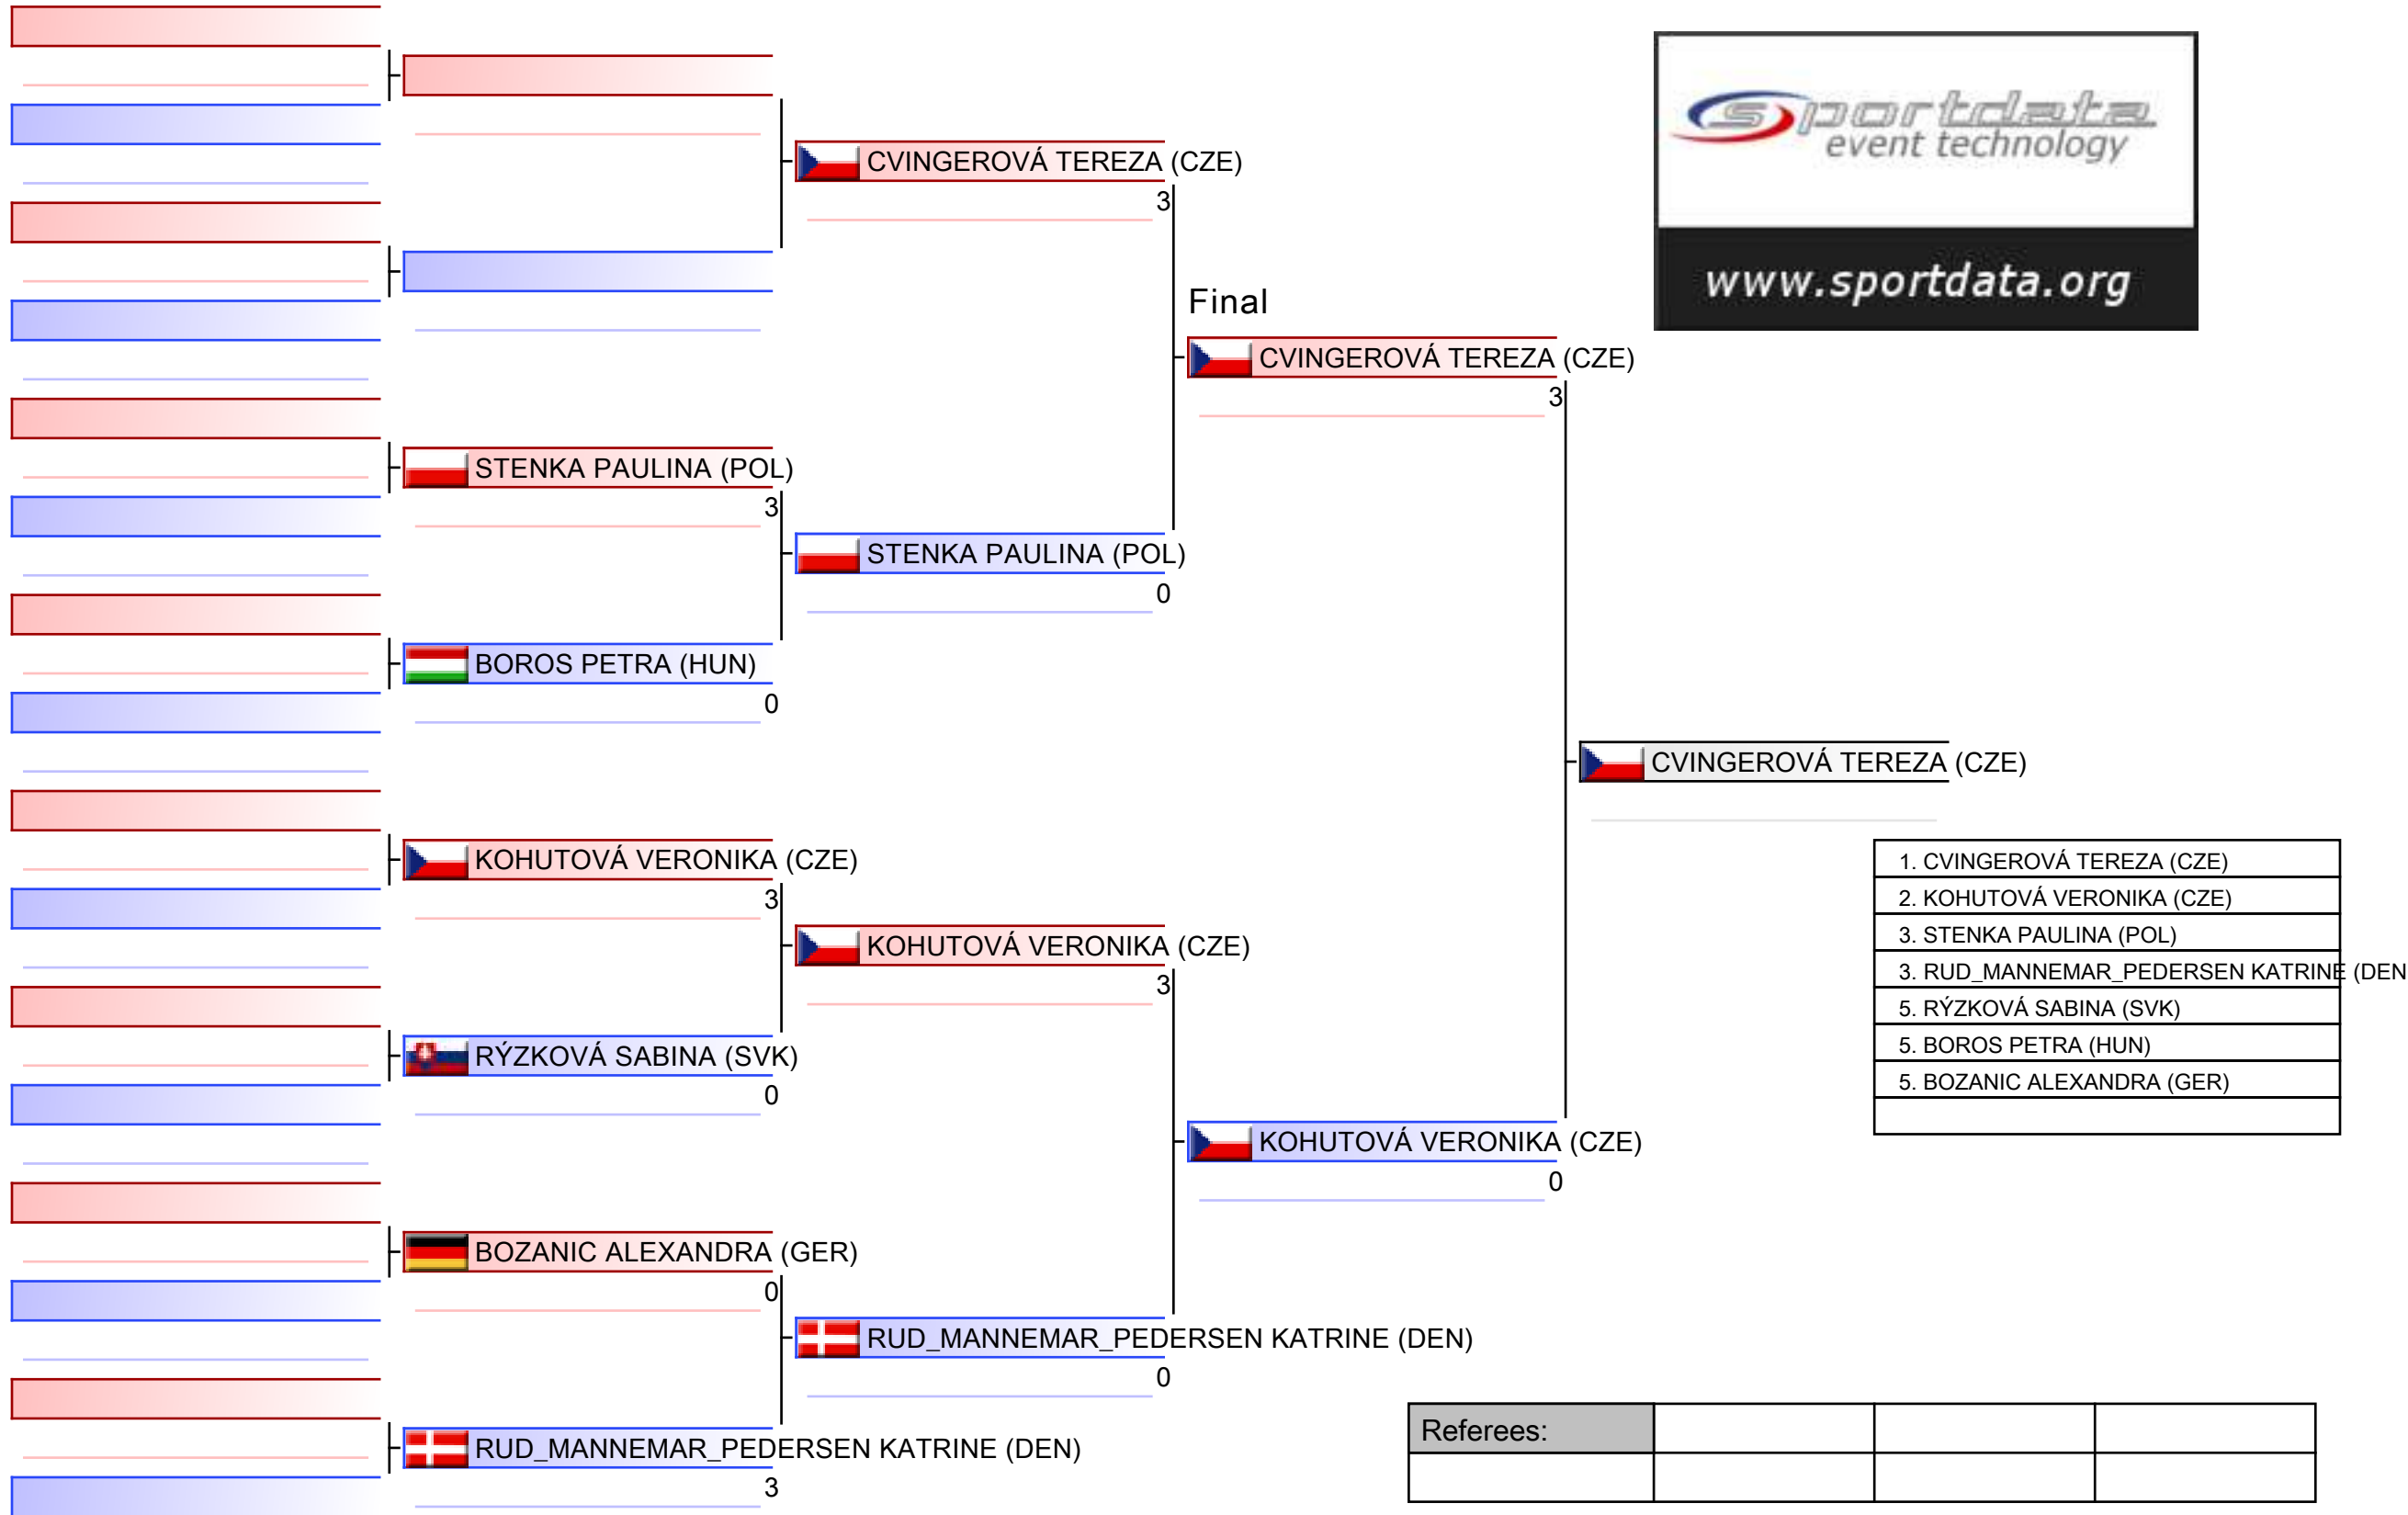 sportdata
event technology
www.sportdata.org
CVINGEROVÁ TEREZA (CZE)
3
Final
CVINGEROVÁ TEREZA (CZE)
3
STENKA PAULINA (POL)
3
STENKA PAULINA (POL)
0
BOROS PETRA (HUN)
0
CVINGEROVÁ TEREZA (CZE)
KOHUTOVÁ VERONIKA (CZE)
3
KOHUTOVÁ VERONIKA (CZE)
3
RÝZKOVÁ SABINA (SVK)
0
KOHUTOVÁ VERONIKA (CZE)
0
BOZANIC ALEXANDRA (GER)
0
RUD_MANNEMAR_PEDERSEN KATRINE (DEN)
0
RUD_MANNEMAR_PEDERSEN KATRINE (DEN)
3
1. CVINGEROVÁ TEREZA (CZE)
2. KOHUTOVÁ VERONIKA (CZE)
3. STENKA PAULINA (POL)
3. RUD_MANNEMAR_PEDERSEN KATRINE (DEN
5. RÝZKOVÁ SABINA (SVK)
5. BOROS PETRA (HUN)
5. BOZANIC ALEXANDRA (GER)
Referees: